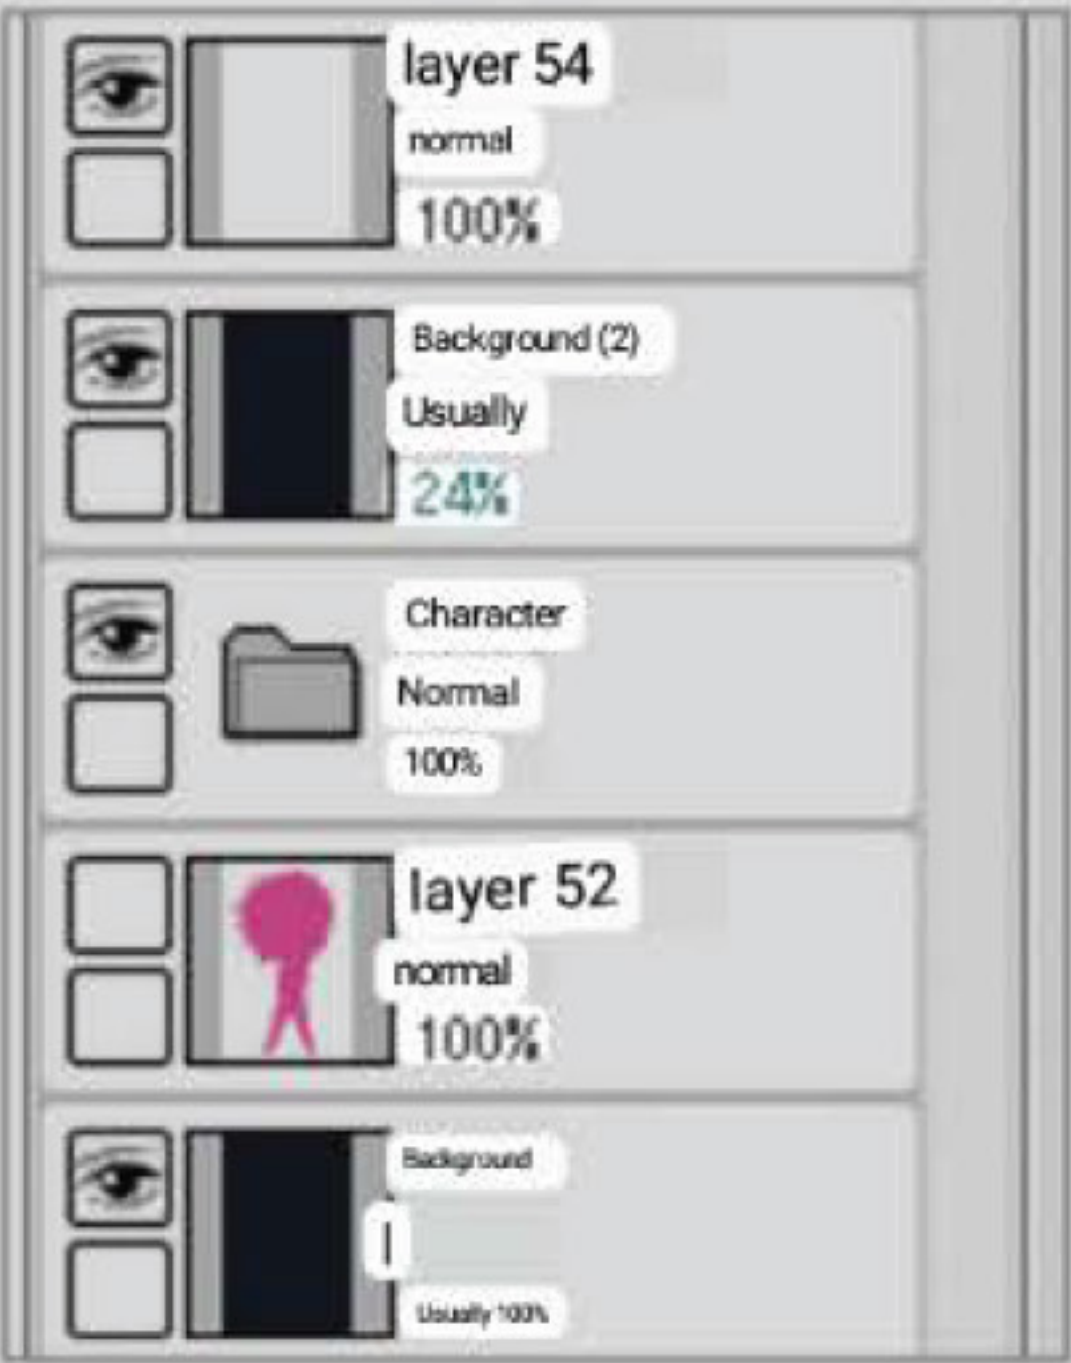 layer 54
normal
100%
Background (2)
Usually
24%
Character
Normal
100%
layer 52
normal
100%
Background
|
Usually 100%